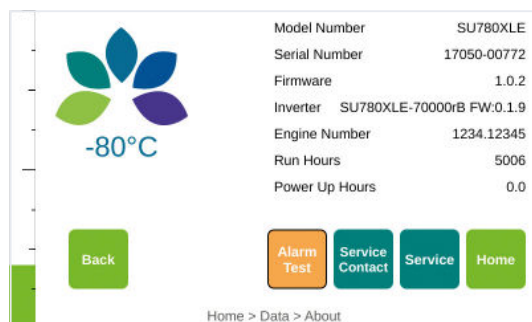 Model Number SU780XLE
Serial Number 17050-00772
Firmware 1.0.2
Inverter SU780XLE-70000rB FW:0.1.9
Engine Number 1234.12345
Run Hours 5006
Power Up Hours 0.0
-80°C
Back
Alarm
Test
Service
Contact
Service
Home
Home > Data > About